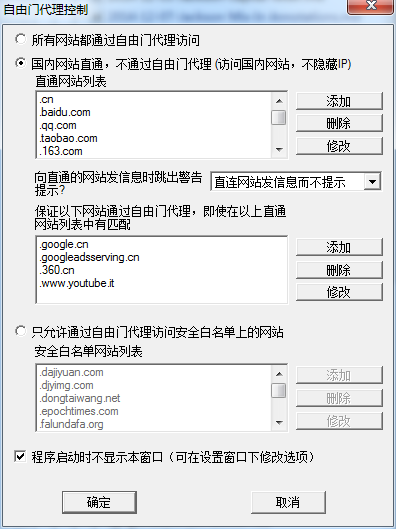 自由门代理控制
所有网站都通过自由门代理访问
国内网站直通，不通过自由门代理 (访问国内网站，不隐藏IP)
直通网站列表
.cn
.baidu.com
.qq.com
.taobao.com
.163.com
添加
删除
修改
向直通的网站发信息时跳出警告
提示?
直连网站发信息而不提示
保证以下网站通过自由门代理，即使在以上直通
网站列表中有匹配
.google.cn
.googleadsserving.cn
.360.cn
.www.youtube.it
添加
删除
修改
只允许通过自由门代理访问安全白名单上的网站
安全白名单网站列表
.dajiyuan.com
.djyimg.com
.dongtaiwang.net
.epochtimes.com
.falundafa.org
添加
删除
修改
程序启动时不显示本窗口（可在设置窗口下修改选项）
确定
取消